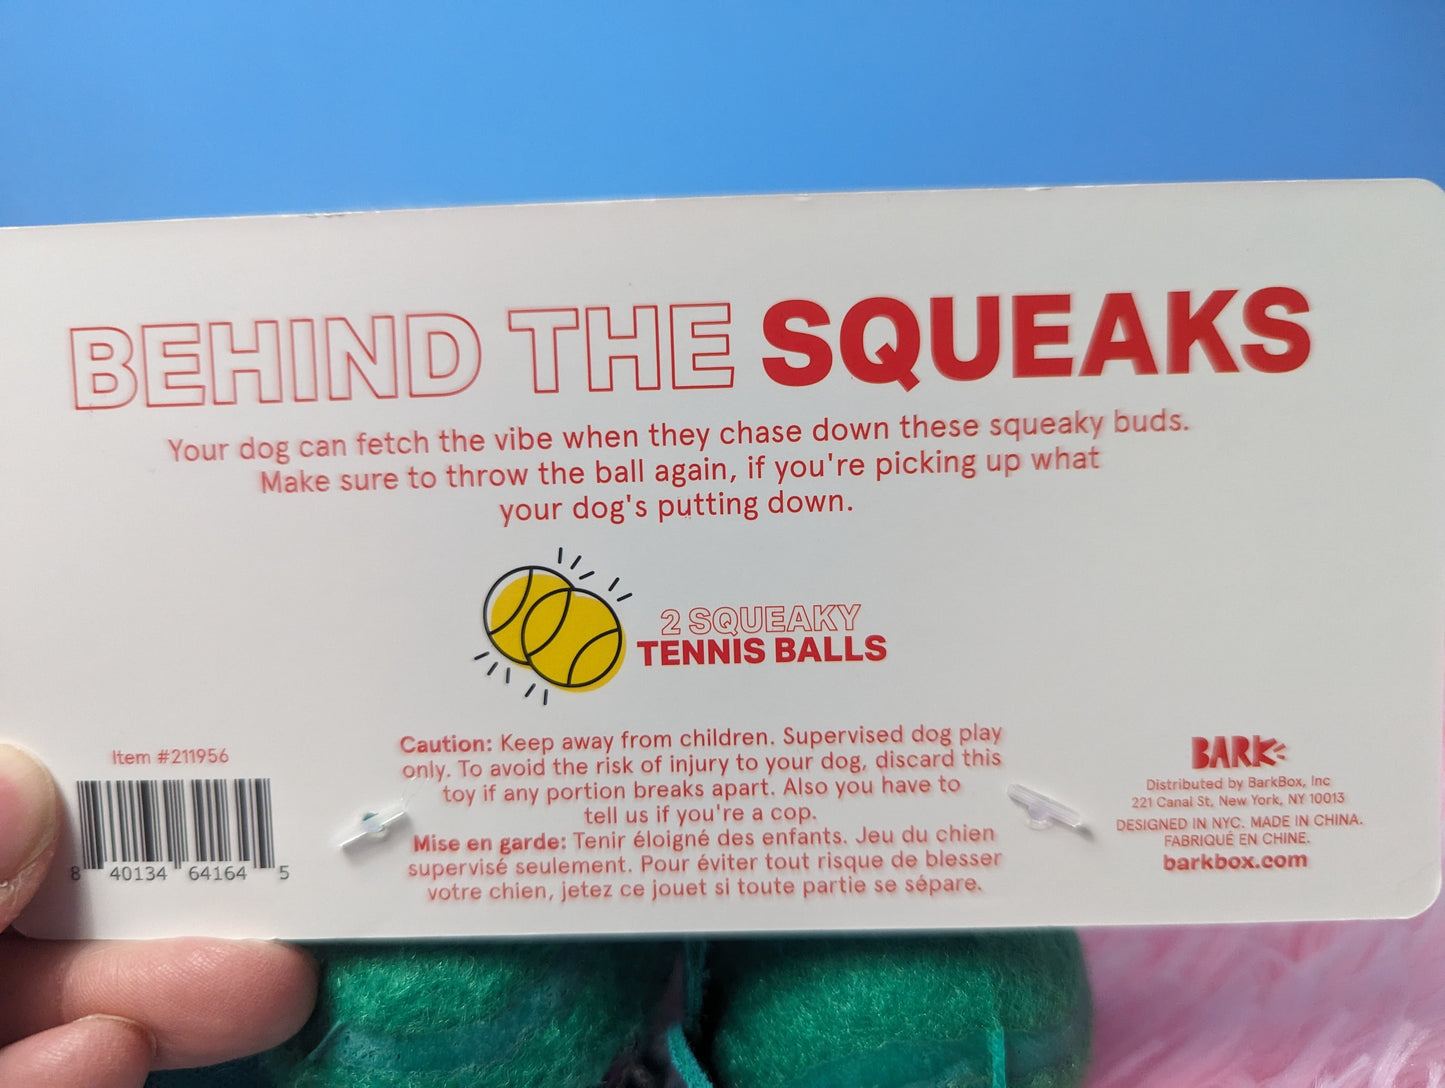 BEHIND THE SQUEAKS
Your dog can fetch the vibe when they chase down these squeaky buds.
Make sure to throw the ball again, if you're picking up what
your dog's putting down.
2 SQUEAKY
TENNIS BALLS
Item #211956
8 40134 64164 5
Caution: Keep away from children. Supervised dog play
only. To avoid the risk of injury to your dog, discard this
toy if any portion breaks apart. Also you have to
tell us if you're a cop.
Mise en garde: Tenir éloigné des enfants. Jeu du chien
supervisé seulement. Pour éviter tout risque de blesser
votre chien, jetez ce jouet si toute partie se sépare.
BARK
Distributed by BarkBox, Inc
221 Canal St, New York, NY 10013
DESIGNED IN NYC. MADE IN CHINA.
FABRIQUÉ EN CHINE.
barkbox.com